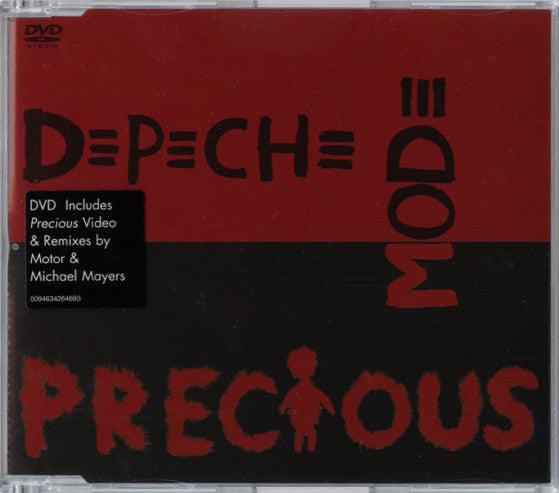 DVD
VIDEO
DEPECHE
MODE
DVD Includes
Precious Video
& Remixes by
Motor &
Michael Mayers
0094634264693
PRECIOUS